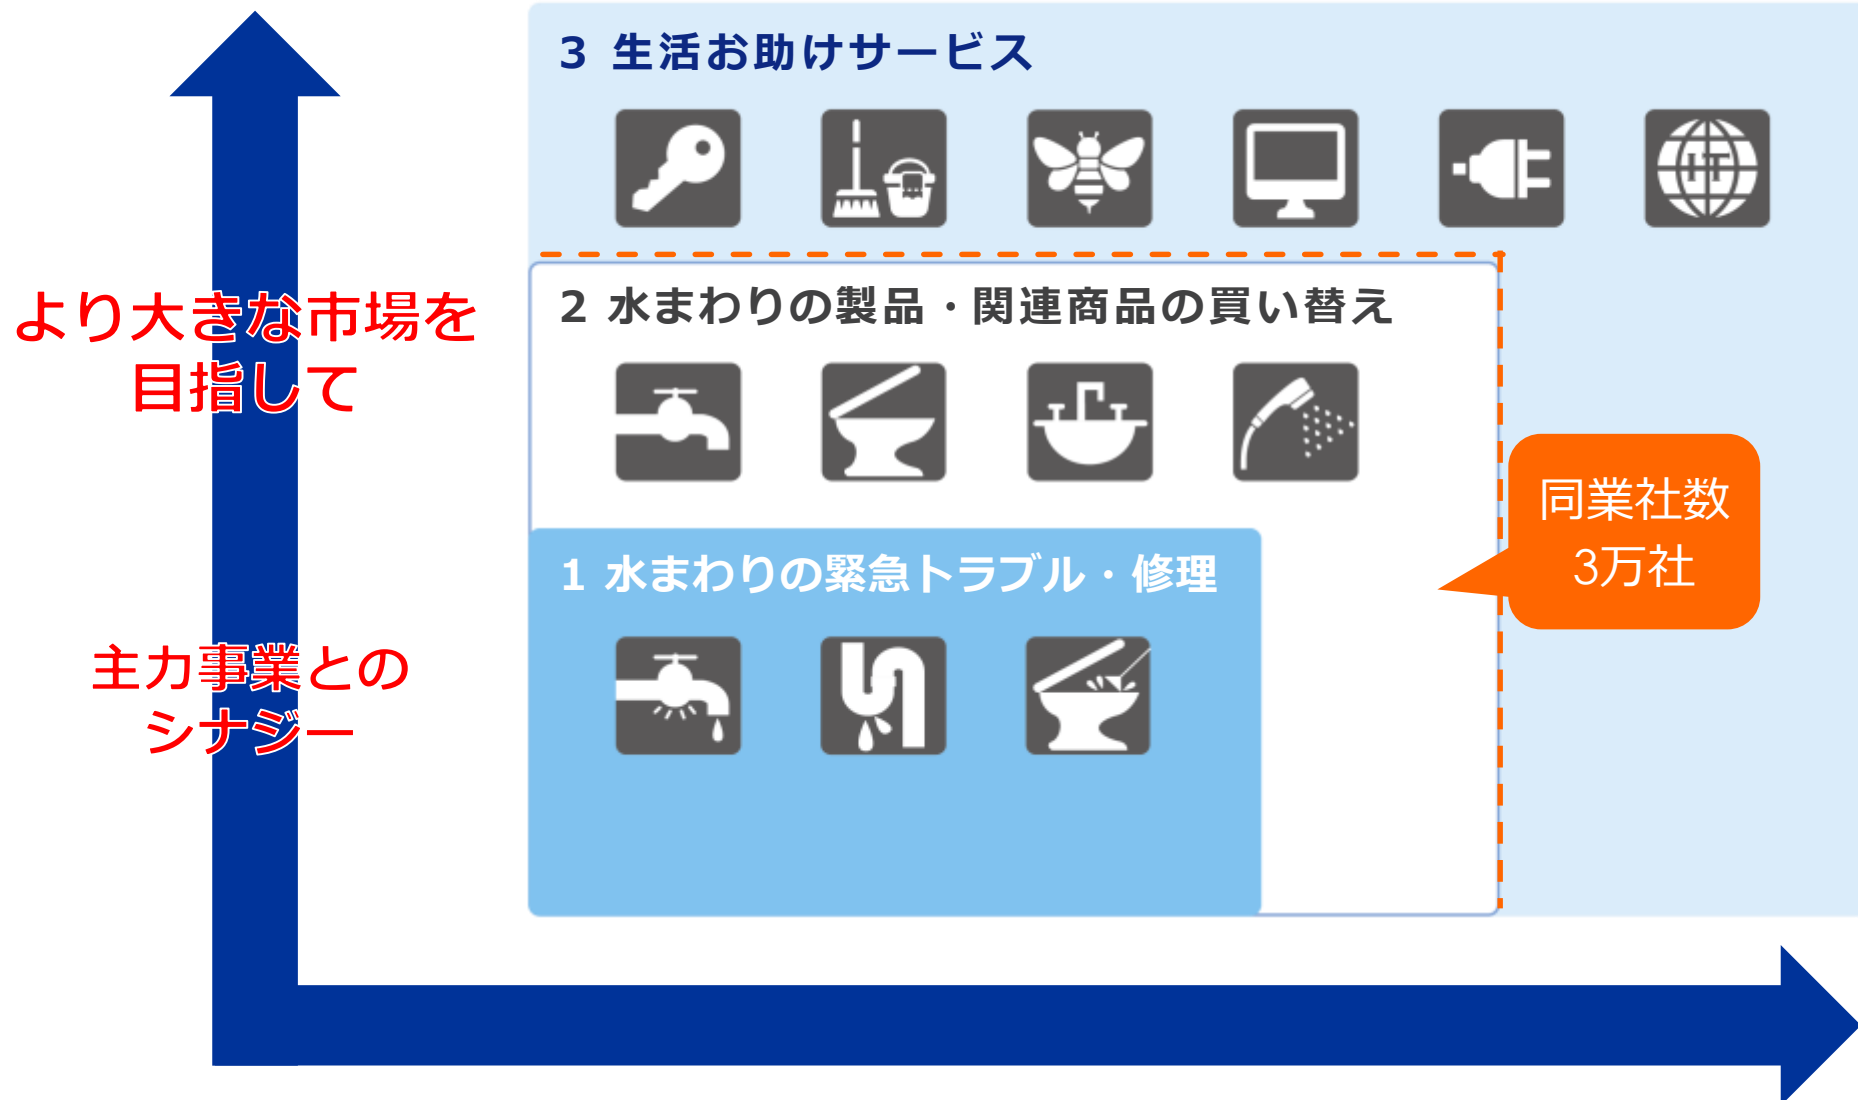 3 生活お助けサービス
IT
2 水まわりの製品・関連商品の買い替え
より大きな市場を
目指して
同業社数
3万社
1 水まわりの緊急トラブル・修理
主力事業との
シナジー